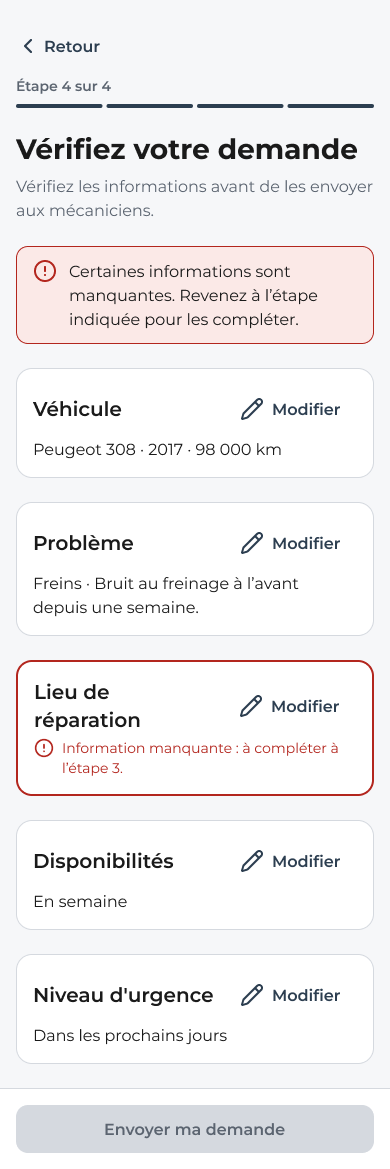 Retour
Étape 4 sur 4
Vérifiez votre demande
Vérifiez les informations avant de les envoyer
aux mécaniciens.
Certaines informations sont
manquantes. Revenez à l’étape
indiquée pour les compléter.
Véhicule
Modifier
Peugeot 308 · 2017 · 98 000 km
Problème
Modifier
Freins · Bruit au freinage à l’avant
depuis une semaine.
Lieu de
réparation
Modifier
Information manquante : à compléter à
l’étape 3.
Disponibilités
Modifier
En semaine
Niveau d'urgence
Modifier
Dans les prochains jours
Envoyer ma demande